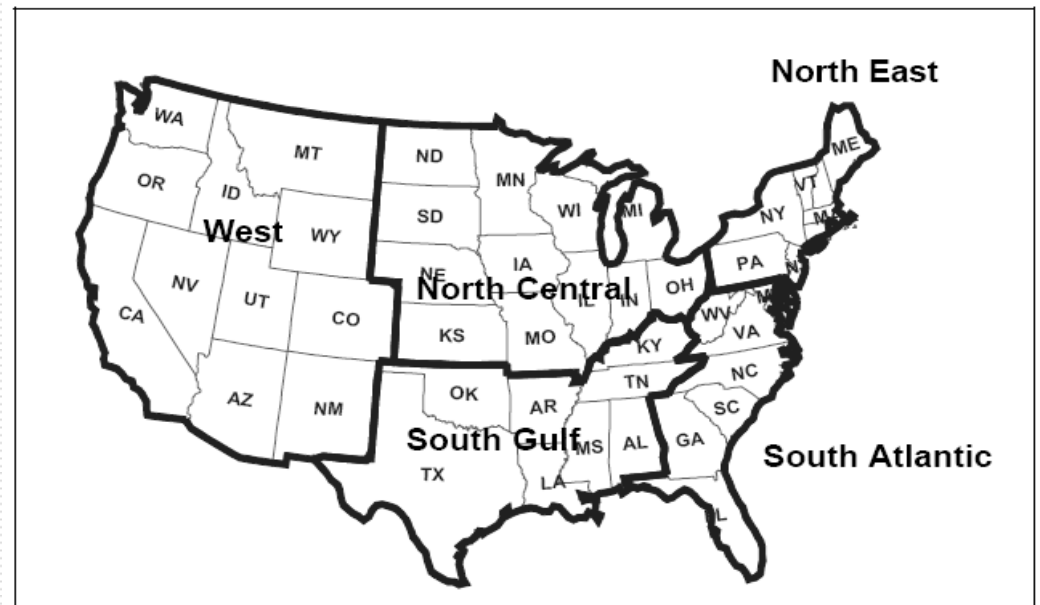 North East
WA
MT
ND
MN
ME
VT
OR
ID
SD
WI
MI
NY
MA
West
WY
NE
IA
PA
North Central
NV
UT
CO
KS
MO
IL
IN
OH
WV
VA
CA
KY
NC
AZ
NM
OK
AR
TN
SC
South Gulf
MS
AL
GA
South Atlantic
TX
LA